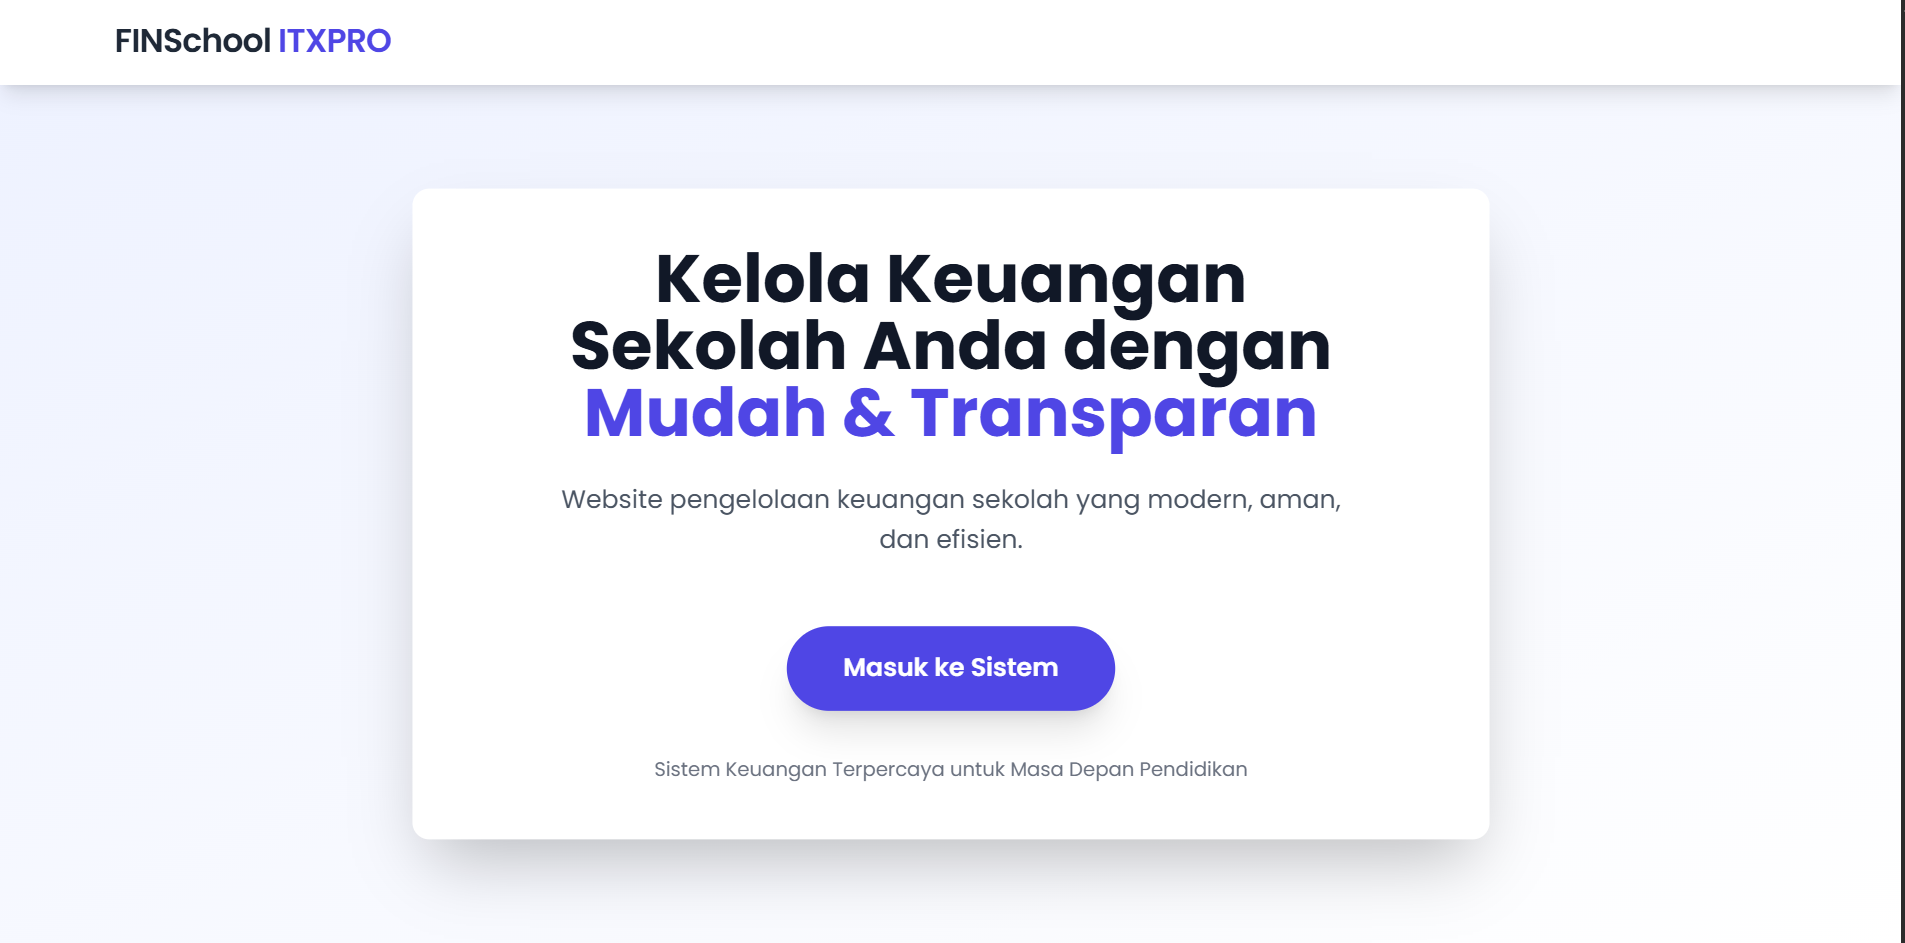 FINSchool ITXPRO
Kelola Keuangan
Sekolah Anda dengan
Mudah & Transparan
Website pengelolaan keuangan sekolah yang modern, aman,
dan efisien.
Masuk ke Sistem
Sistem Keuangan Terpercaya untuk Masa Depan Pendidikan